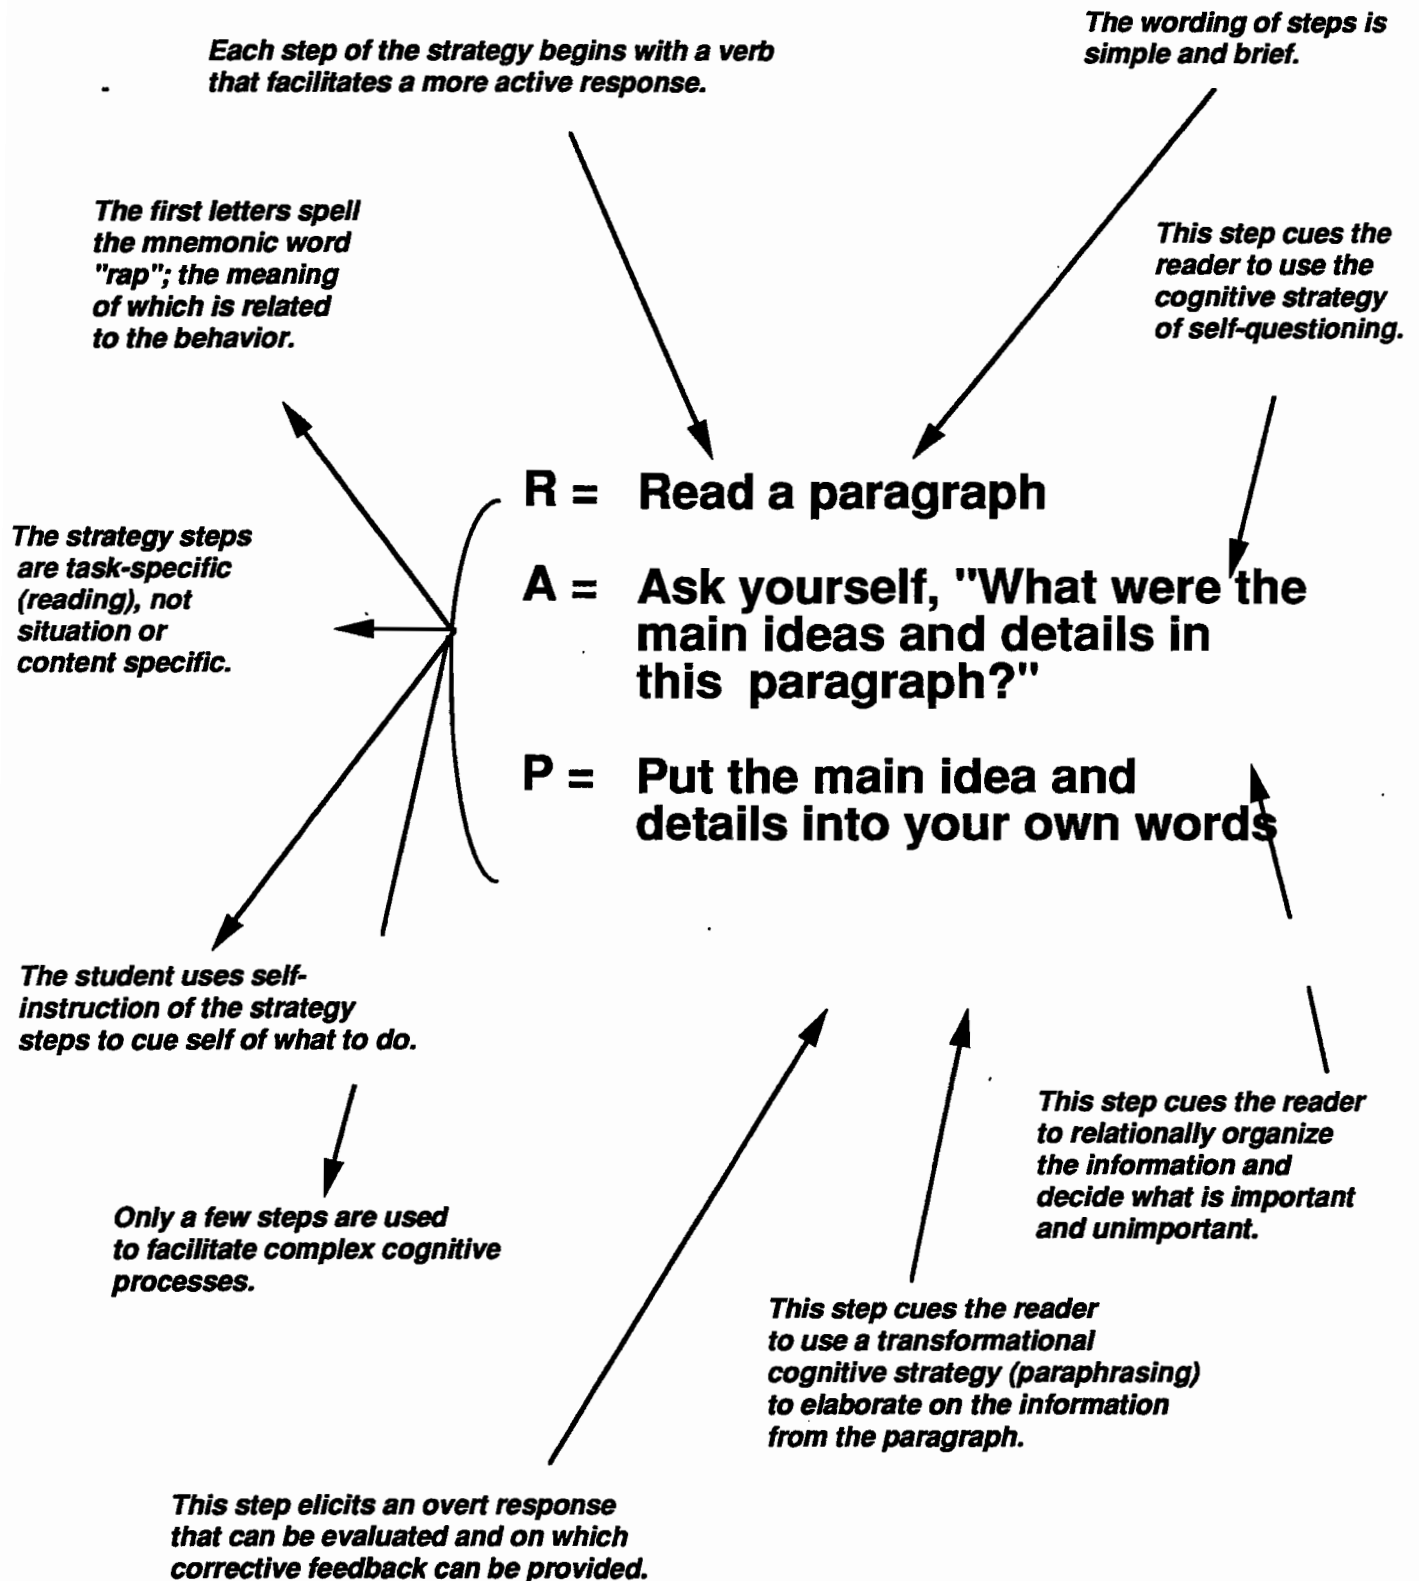 Each step of the strategy begins with a verb
that facilitates a more active response.
The wording of steps is
simple and brief.
The first letters spell
the mnemonic word
"rap"; the meaning
of which is related
to the behavior.
This step cues the
reader to use the
cognitive strategy
of self-questioning.
R = Read a paragraph
The strategy steps
are task-specific
(reading), not
situation or
content specific.
A = Ask yourself, "What were the
main ideas and details in
this paragraph?"
P = Put the main idea and
details into your own words
The student uses self-
instruction of the strategy
steps to cue self of what to do.
Only a few steps are used
to facilitate complex cognitive
processes.
This step cues the reader
to relationally organize
the information and
decide what is important
and unimportant.
This step cues the reader
to use a transformational
cognitive strategy (paraphrasing)
to elaborate on the information
from the paragraph.
This step elicits an overt response
that can be evaluated and on which
corrective feedback can be provided.